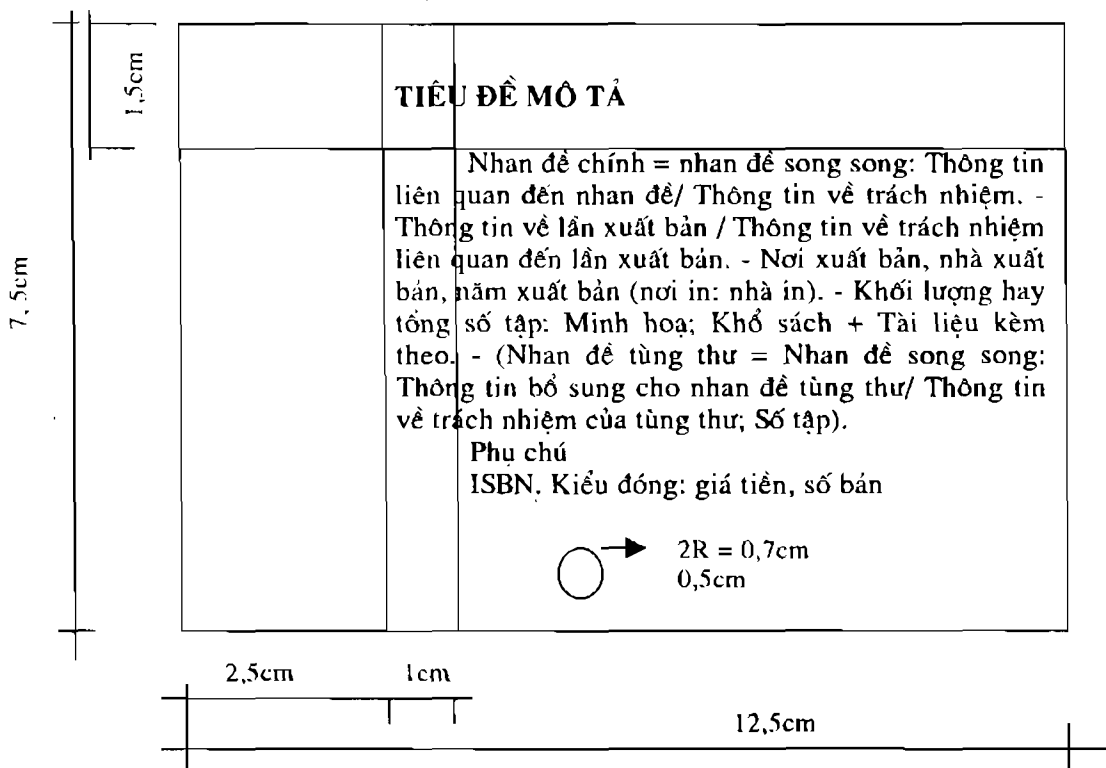 1,5cm
TIÊU ĐỀ MÔ TẢ
Nhan đề chính = nhan đề song song: Thông tin
liên quan đến nhan đề/ Thông tin về trách nhiệm. -
Thông tin về lần xuất bản / Thông tin về trách nhiệm
liên quan đến lần xuất bản. - Nơi xuất bản, nhà xuất
bản, năm xuất bản (nơi in: nhà in). - Khối lượng hay
tổng số tập: Minh hoạ; Khổ sách + Tài liệu kèm
theo. - (Nhan đề tùng thư = Nhan đề song song:
Thông tin bổ sung cho nhan đề tùng thư/ Thông tin
về trách nhiệm của tùng thư; Số tập).
Phụ chú
ISBN. Kiểu đóng: giá tiền, số bản
7, 5cm
2R = 0,7cm
0,5cm
2,5cm 1cm
12,5cm